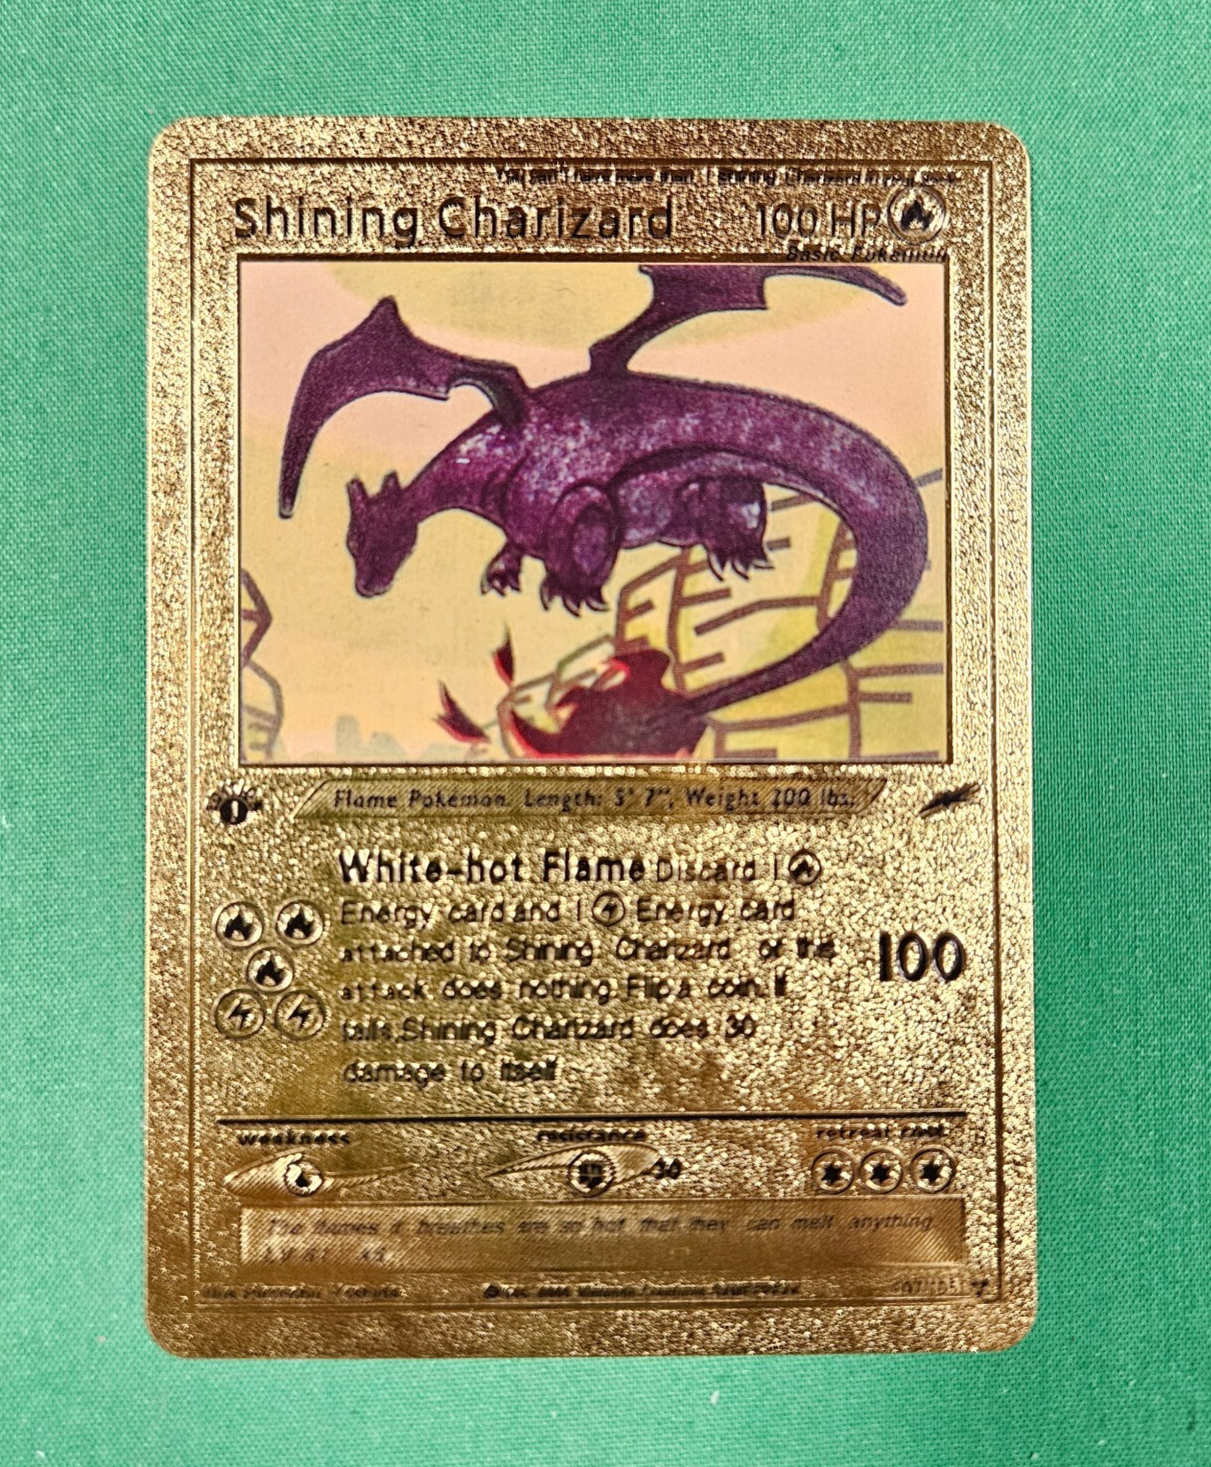 Shining Charizard 100 HP
Basic Pokémon
1
Flame Pokémon. Length: 5' 7", Weight 200 lbs.
White-hot Flame Discard 1
Energy card and 1 Energy card
attached to Shining Charizard or the
attack does nothing. Flip a coin. If
tails, Shining Charizard does 30
damage to itself
100
weakness resistance retreat cost
-30
The flames it breathes are so hot that they can melt anything.